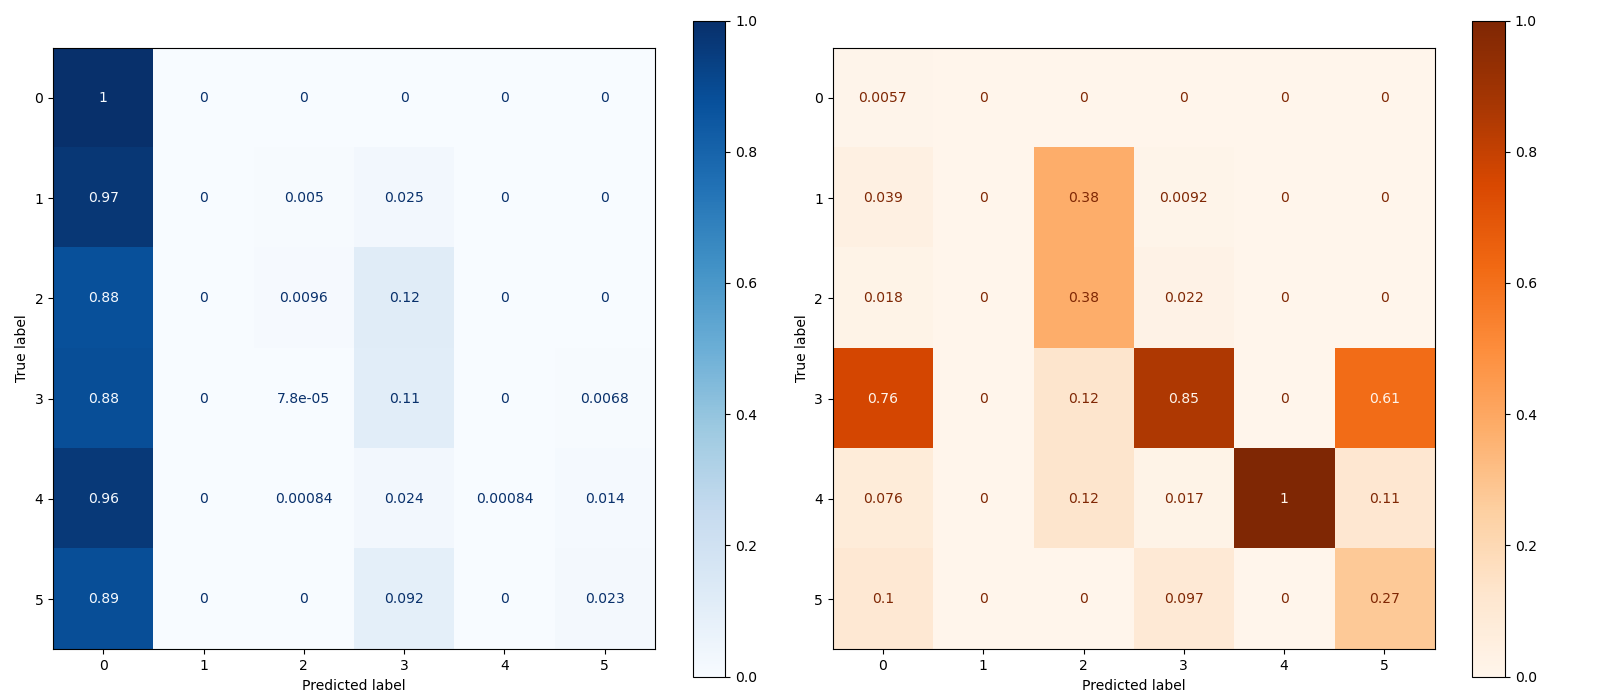 1.0
0.8
0.6
0.4
0.2
0.0
True label
0 1 0 0 0 0 0
1 0.97 0 0.005 0.025 0 0
2 0.88 0 0.0096 0.12 0 0
3 0.88 0 7.8e-05 0.11 0 0.0068
4 0.96 0 0.00084 0.024 0.00084 0.014
5 0.89 0 0 0.092 0 0.023
0 1 2 3 4 5
Predicted label
1.0
0.8
0.6
0.4
0.2
0.0
True label
0 0.0057 0 0 0 0 0
1 0.039 0 0.38 0.0092 0 0
2 0.018 0 0.38 0.022 0 0
3 0.76 0 0.12 0.85 0 0.61
4 0.076 0 0.12 0.017 1 0.11
5 0.1 0 0 0.097 0 0.27
0 1 2 3 4 5
Predicted label